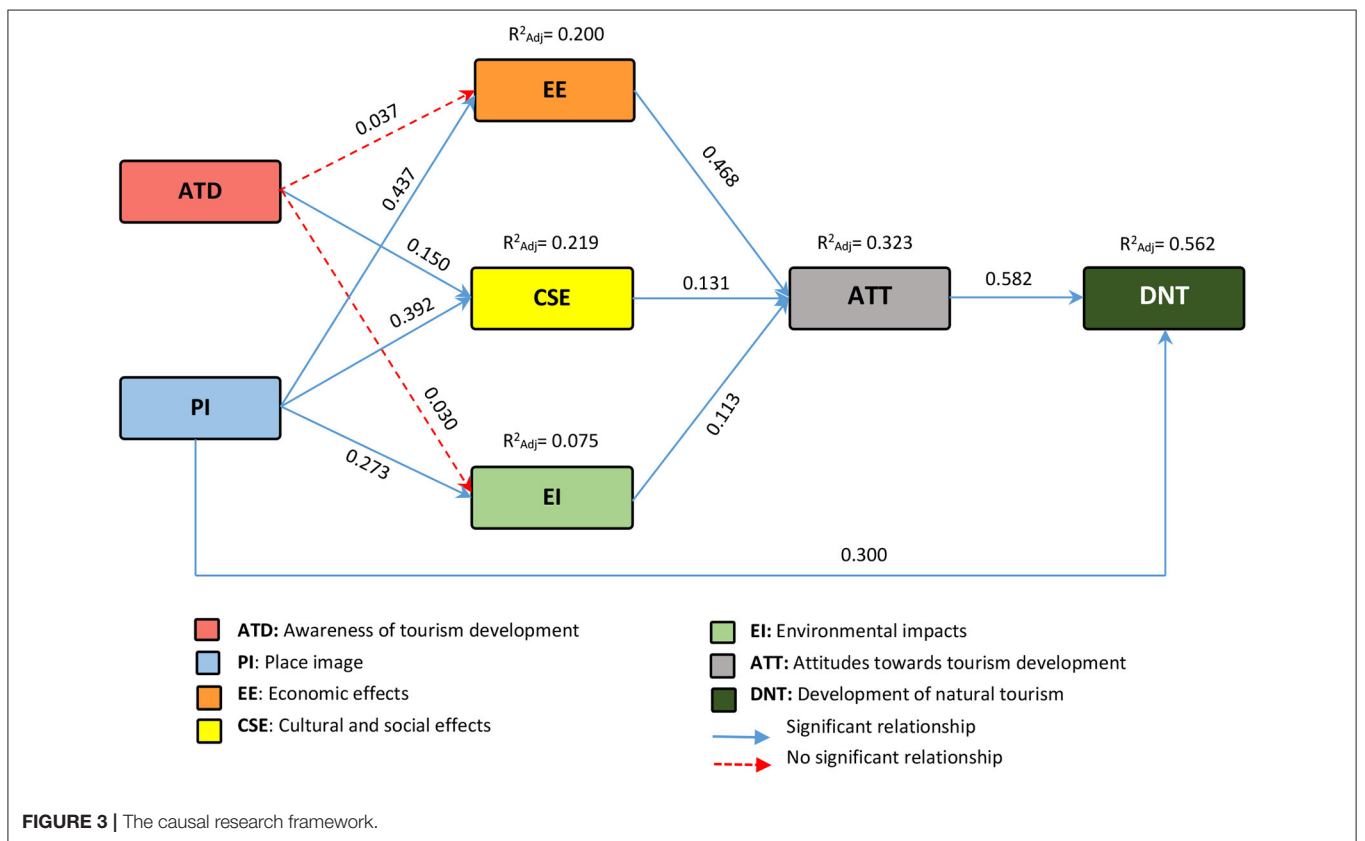 R²Adj= 0.200
EE
0.037
ATD
0.437
0.468
0.150
R²Adj= 0.219
R²Adj= 0.323
R²Adj= 0.562
CSE
0.131
ATT
0.582
DNT
0.392
PI
0.030
0.113
0.273
R²Adj= 0.075
EI
0.300
ATD: Awareness of tourism development
PI: Place image
EE: Economic effects
CSE: Cultural and social effects
EI: Environmental impacts
ATT: Attitudes towards tourism development
DNT: Development of natural tourism
Significant relationship
No significant relationship
FIGURE 3 | The causal research framework.